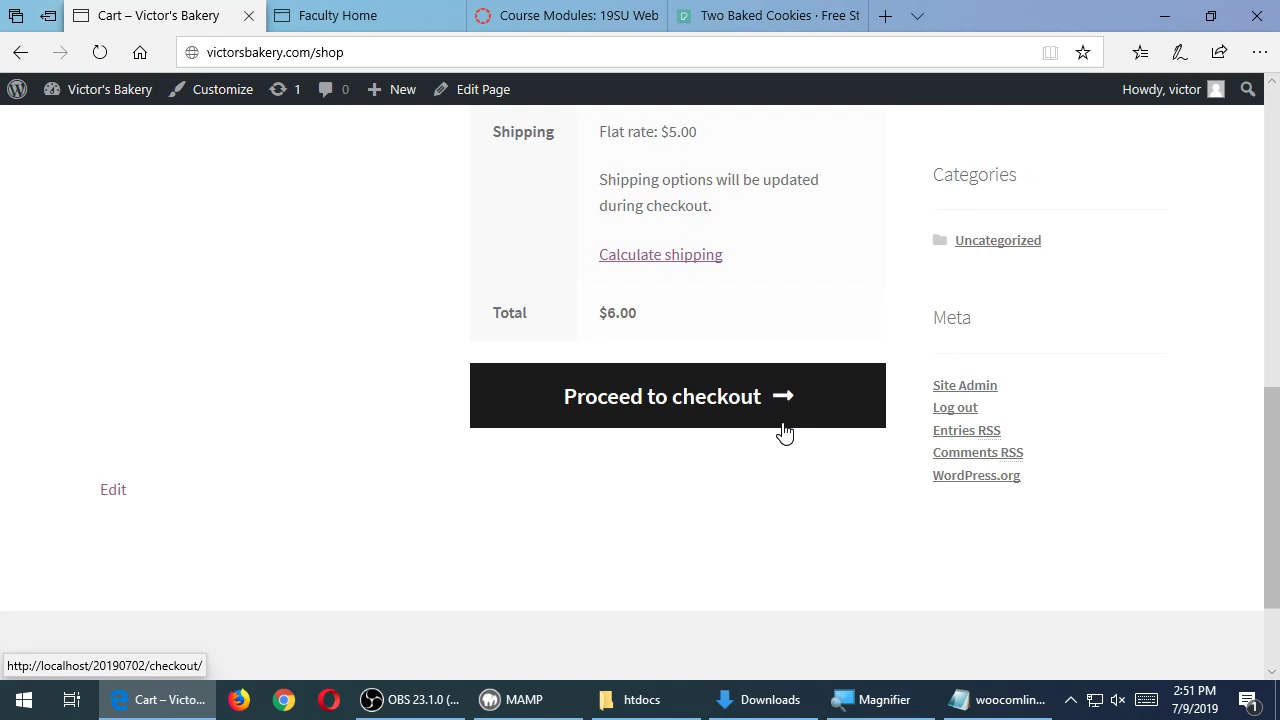 Cart – Victor's Bakery
Faculty Home
Course Modules: 19SU Web
Two Baked Cookies · Free St
victorsbakery.com/shop
Victor's Bakery
Customize
1
0
New
Edit Page
Howdy, victor
Shipping
Flat rate: $5.00
Shipping options will be updated
during checkout.
Calculate shipping
Total
$6.00
Proceed to checkout
Edit
Categories
Uncategorized
Meta
Site Admin
Log out
Entries RSS
Comments RSS
WordPress.org
http://localhost/20190702/checkout/
Cart – Victo...
OBS 23.1.0 (...
MAMP
htdocs
Downloads
Magnifier
woocomlin...
2:51 PM
7/9/2019
1